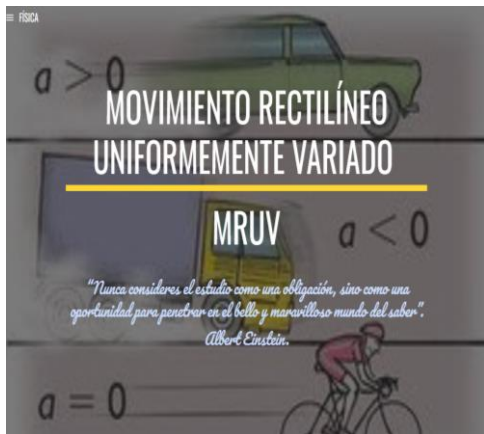 ≡ FÍSICA
a > 0
MOVIMIENTO RECTILÍNEO
UNIFORMEMENTE VARIADO
MRUV
a < 0
“Nunca consideres el estudio como una obligación, sino como una
oportunidad para penetrar en el bello y maravilloso mundo del saber”.
Albert Einstein.
a = 0